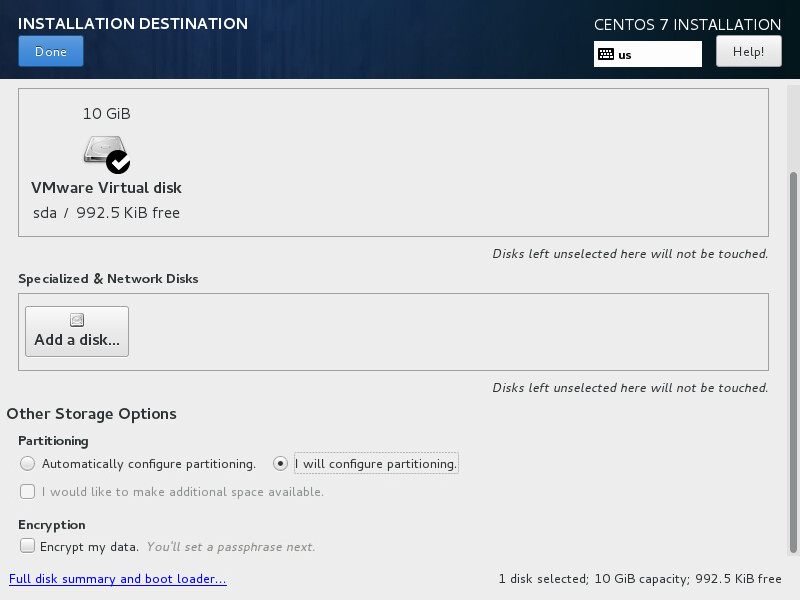 INSTALLATION DESTINATION
CENTOS 7 INSTALLATION
Done
us
Help!
10 GiB
VMware Virtual disk
sda / 992.5 KiB free
Disks left unselected here will not be touched.
Specialized & Network Disks
Add a disk...
Disks left unselected here will not be touched.
Other Storage Options
Partitioning
Automatically configure partitioning. I will configure partitioning.
I would like to make additional space available.
Encryption
Encrypt my data. You'll set a passphrase next.
Full disk summary and boot loader... 1 disk selected; 10 GiB capacity; 992.5 KiB free